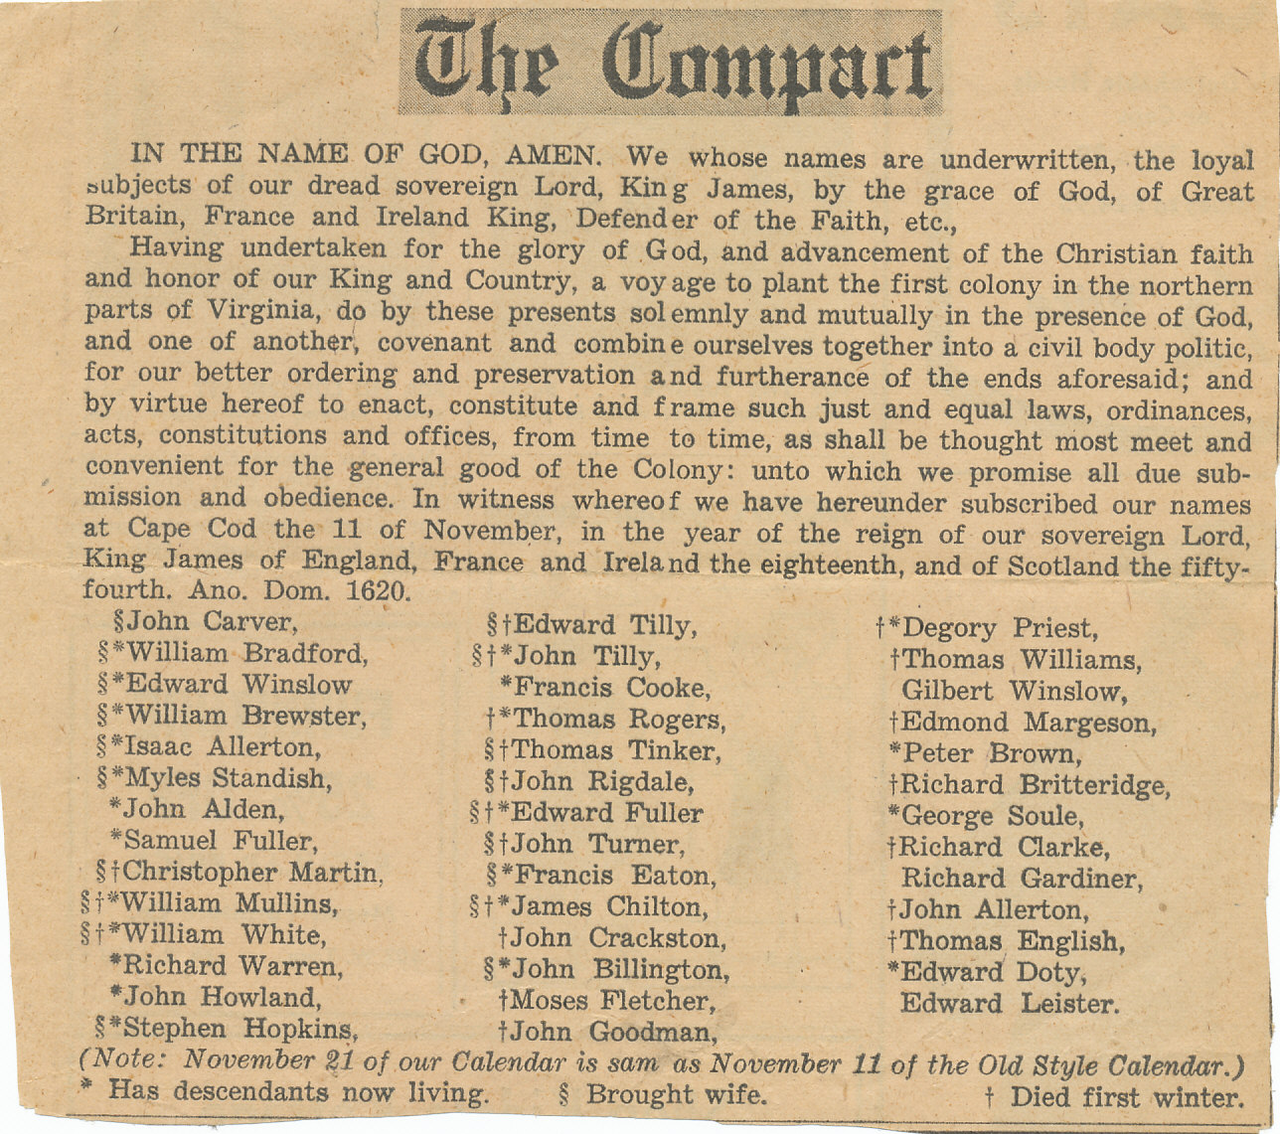 The Compact
IN THE NAME OF GOD, AMEN. We whose names are underwritten, the loyal
subjects of our dread sovereign Lord, King James, by the grace of God, of Great
Britain, France and Ireland King, Defender of the Faith, etc.,
Having undertaken for the glory of God, and advancement of the Christian faith
and honor of our King and Country, a voyage to plant the first colony in the northern
parts of Virginia, do by these presents solemnly and mutually in the presence of God,
and one of another, covenant and combine ourselves together into a civil body politic,
for our better ordering and preservation and furtherance of the ends aforesaid; and
by virtue hereof to enact, constitute and frame such just and equal laws, ordinances,
acts, constitutions and offices, from time to time, as shall be thought most meet and
convenient for the general good of the Colony: unto which we promise all due sub-
mission and obedience. In witness whereof we have hereunder subscribed our names
at Cape Cod the 11 of November, in the year of the reign of our sovereign Lord,
King James of England, France and Ireland the eighteenth, and of Scotland the fifty-
fourth. Ano. Dom. 1620.
§John Carver,
§*William Bradford,
§*Edward Winslow
§*William Brewster,
§*Isaac Allerton,
§*Myles Standish,
*John Alden,
*Samuel Fuller,
§†Christopher Martin,
§†*William Mullins,
§†*William White,
*Richard Warren,
*John Howland,
§*Stephen Hopkins,
§†Edward Tilly,
§†*John Tilly,
*Francis Cooke,
†*Thomas Rogers,
§†Thomas Tinker,
§†John Rigdale,
§†*Edward Fuller
§†John Turner,
§*Francis Eaton,
§†*James Chilton,
†John Crackston,
§*John Billington,
†Moses Fletcher,
†John Goodman,
†*Degory Priest,
†Thomas Williams,
Gilbert Winslow,
†Edmond Margeson,
*Peter Brown,
†Richard Britteridge,
*George Soule,
†Richard Clarke,
Richard Gardiner,
†John Allerton,
†Thomas English,
*Edward Doty,
Edward Leister.
(Note: November 21 of our Calendar is sam as November 11 of the Old Style Calendar.)
* Has descendants now living. § Brought wife. † Died first winter.